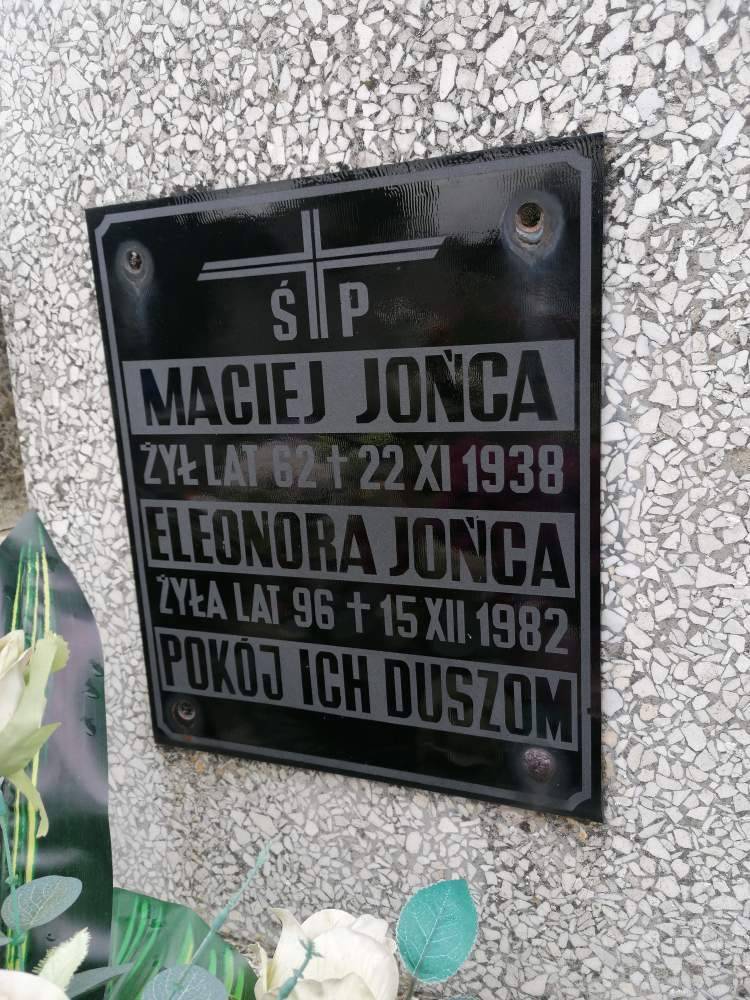 Ś P
MACIEJ JOŃCA
ŻYŁ LAT 62 † 22 XI 1938
ELEONORA JOŃCA
ŻYŁA LAT 96 † 15 XII 1982
POKÓJ ICH DUSZOM